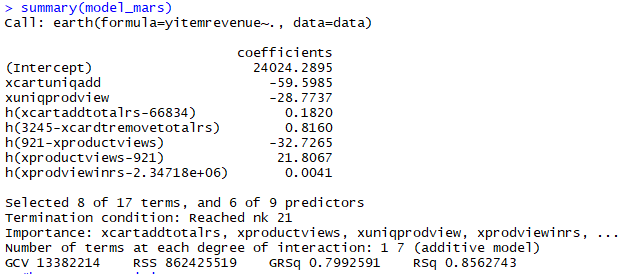 > summary(model_mars)
Call: earth(formula=yitemrevenue~., data=data)
coefficients
(Intercept) 24024.2895
xcartuniqadd -59.5985
xuniqprodview -28.7737
h(xcartaddtotalrs-66834) 0.1820
h(3245-xcardtremovetotalrs) 0.8160
h(921-xproductviews) -32.7265
h(xproductviews-921) 21.8067
h(xprodviewinrs-2.34718e+06) 0.0041
Selected 8 of 17 terms, and 6 of 9 predictors
Termination condition: Reached nk 21
Importance: xcartaddtotalrs, xproductviews, xuniqprodview, xprodviewinrs, ...
Number of terms at each degree of interaction: 1 7 (additive model)
GCV 13382214 RSS 862425519 GRSq 0.7992591 RSq 0.8562743